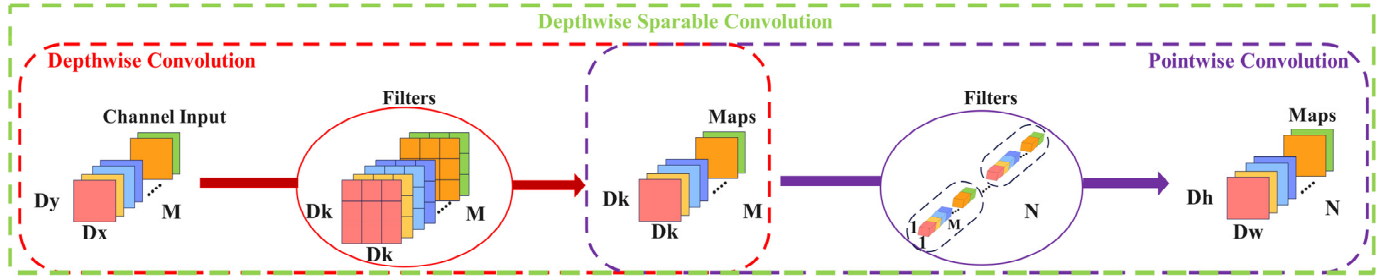 Depthwise Sparable Convolution
Depthwise Convolution
Pointwise Convolution
Channel Input
Dy
Dx
M
Filters
Dk
Dk
M
Maps
Dk
Dk
M
Filters
1
1
M
N
Maps
Dh
Dw
N